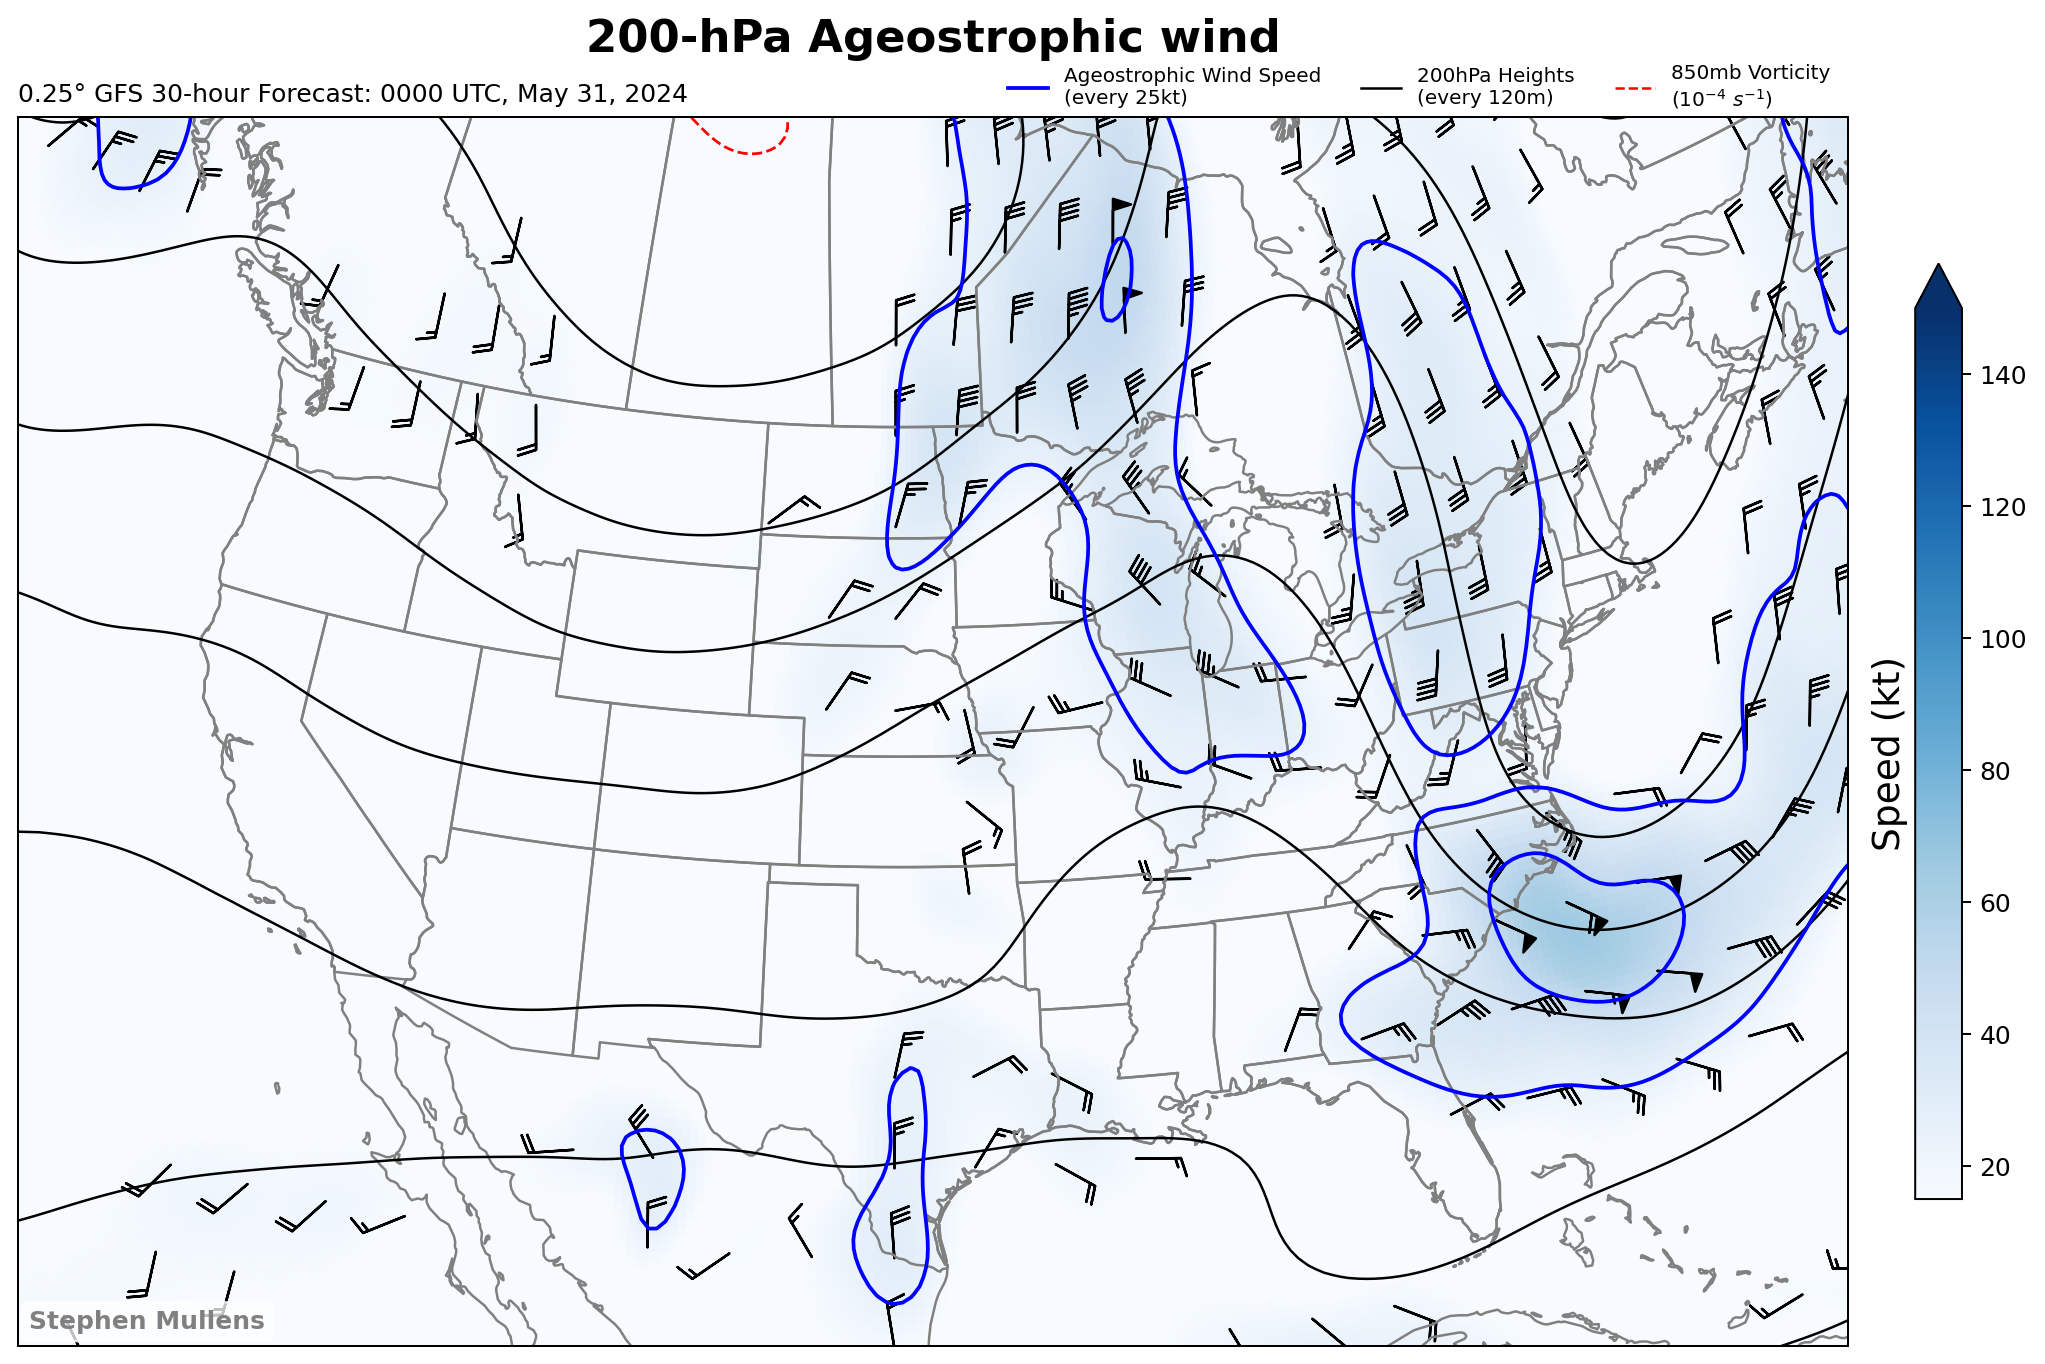 200-hPa Ageostrophic wind
0.25° GFS 30-hour Forecast: 0000 UTC, May 31, 2024
Ageostrophic Wind Speed
(every 25kt)
200hPa Heights
(every 120m)
850mb Vorticity
(10⁻⁴ s⁻¹)
140
120
100
80
60
40
20
Speed (kt)
Stephen Mullens